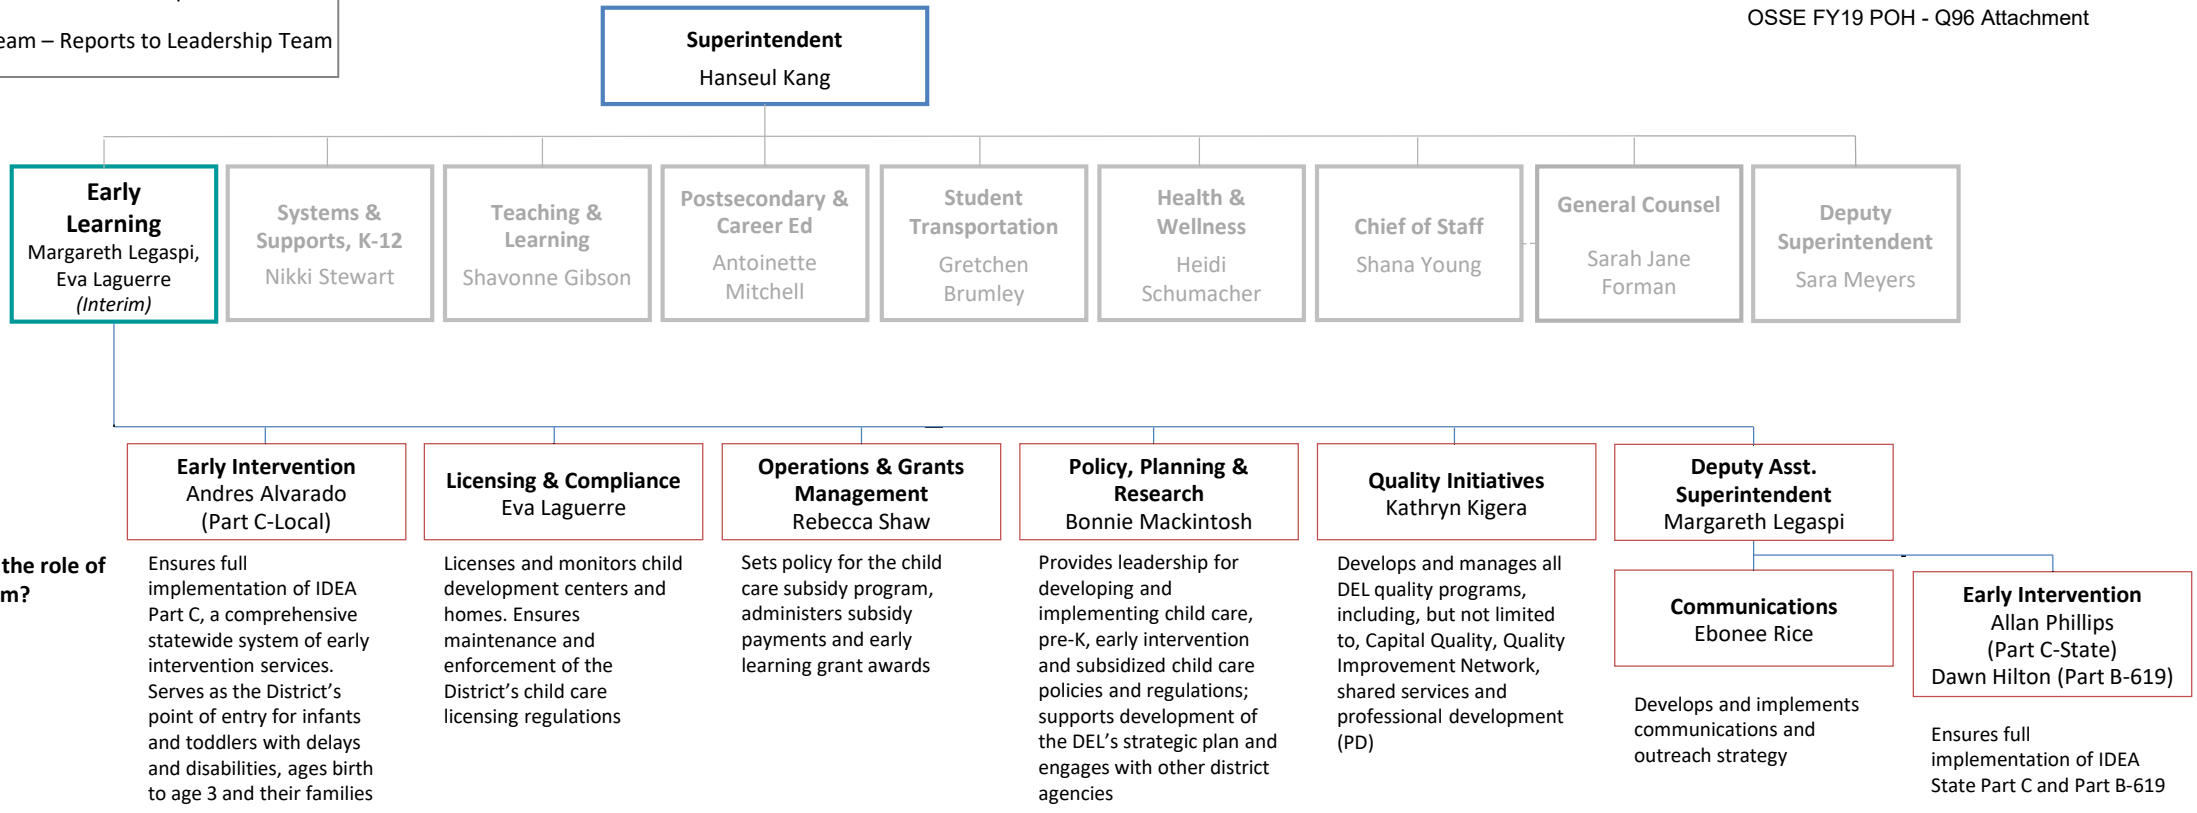 OSSE FY19 POH - Q96 Attachment
eam – Reports to Leadership Team
Superintendent
Hanseul Kang
Early
Learning
Margareth Legaspi,
Eva Laguerre
(Interim)
Systems &
Supports, K-12
Nikki Stewart
Teaching &
Learning
Shavonne Gibson
Postsecondary &
Career Ed
Antoinette
Mitchell
Student
Transportation
Gretchen
Brumley
Health &
Wellness
Heidi
Schumacher
Chief of Staff
Shana Young
General Counsel
Sarah Jane
Forman
Deputy
Superintendent
Sara Meyers
Early Intervention
Andres Alvarado
(Part C-Local)
Licensing & Compliance
Eva Laguerre
Operations & Grants
Management
Rebecca Shaw
Policy, Planning &
Research
Bonnie Mackintosh
Quality Initiatives
Kathryn Kigera
Deputy Asst.
Superintendent
Margareth Legaspi
the role of
m?
Ensures full
implementation of IDEA
Part C, a comprehensive
statewide system of early
intervention services.
Serves as the District's
point of entry for infants
and toddlers with delays
and disabilities, ages birth
to age 3 and their families
Licenses and monitors child
development centers and
homes. Ensures
maintenance and
enforcement of the
District's child care
licensing regulations
Sets policy for the child
care subsidy program,
administers subsidy
payments and early
learning grant awards
Provides leadership for
developing and
implementing child care,
pre-K, early intervention
and subsidized child care
policies and regulations;
supports development of
the DEL's strategic plan and
engages with other district
agencies
Develops and manages all
DEL quality programs,
including, but not limited
to, Capital Quality, Quality
Improvement Network,
shared services and
professional development
(PD)
Communications
Ebonee Rice
Develops and implements
communications and
outreach strategy
Early Intervention
Allan Phillips
(Part C-State)
Dawn Hilton (Part B-619)
Ensures full
implementation of IDEA
State Part C and Part B-619